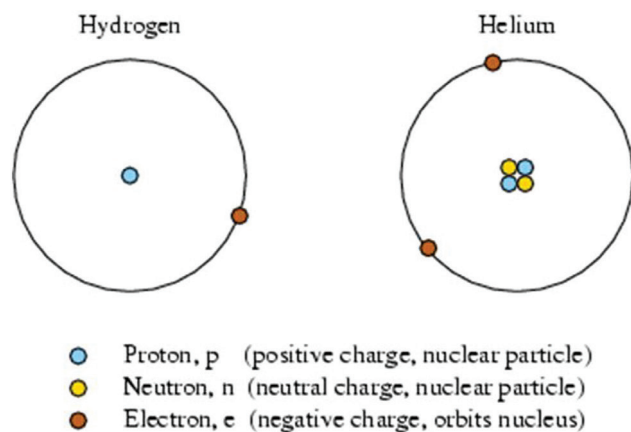 Hydrogen
Helium
Proton, p (positive charge, nuclear particle)
Neutron, n (neutral charge, nuclear particle)
Electron, e (negative charge, orbits nucleus)